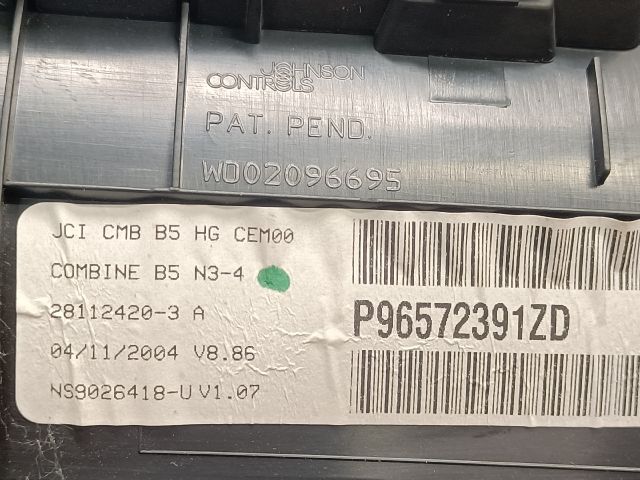 JOHNSON
CONTROLS
PAT. PEND.
WO02096695
JCI CMB B5 HG CEM00
COMBINE B5 N3-4
28112420-3 A
04/11/2004 V8.86
NS9026418-U V1.07
P96572391ZD